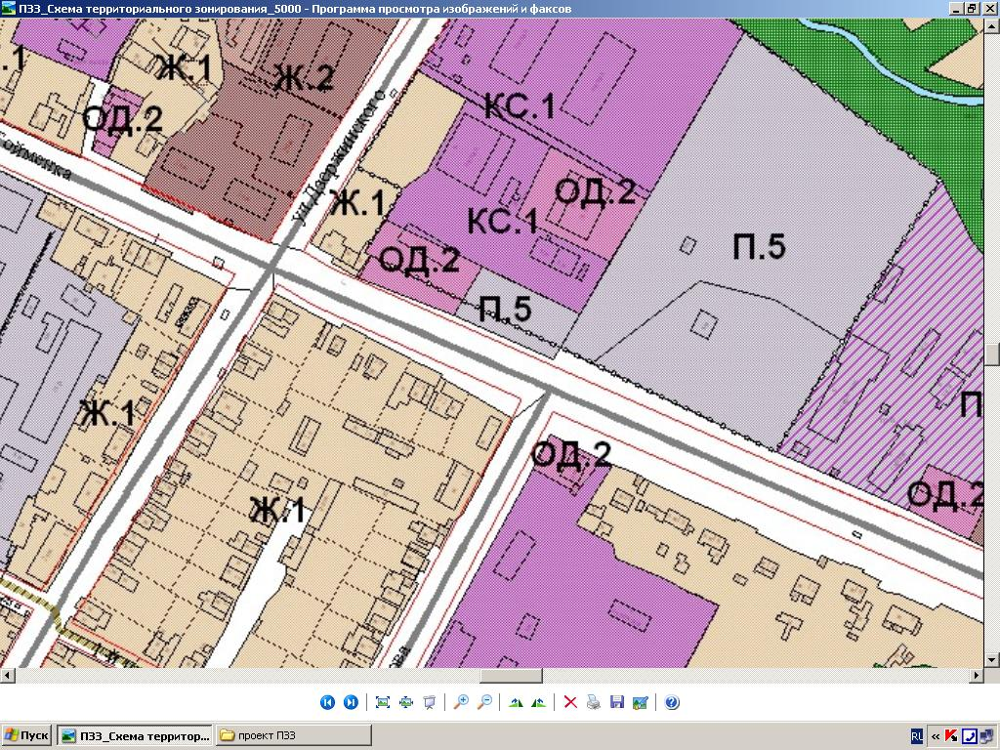 ПЗЗ_Схема территориального зонирования_5000 - Программа просмотра изображений и факсов
.1
Ж.1
Ж.2
КС.1
ОД.2
ул.Дзержинского
ОД.2
Ж.1
КС.1
П.5
ОД.2
П.5
Ж.1
П
ОД.2
ОД.2
Ж.1
Пуск
ПЗЗ_Схема территор...
проект ПЗЗ
RL
«